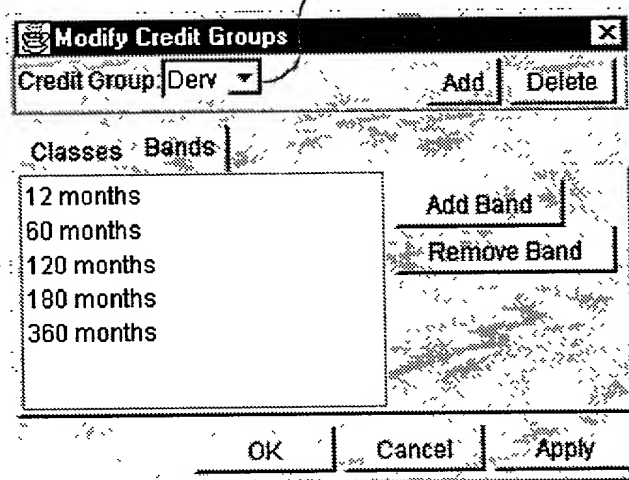 Modify Credit Groups
Credit Group: Derv Add Delete
Classes Bands
12 months
60 months
120 months
180 months
360 months
Add Band
Remove Band
OK Cancel Apply